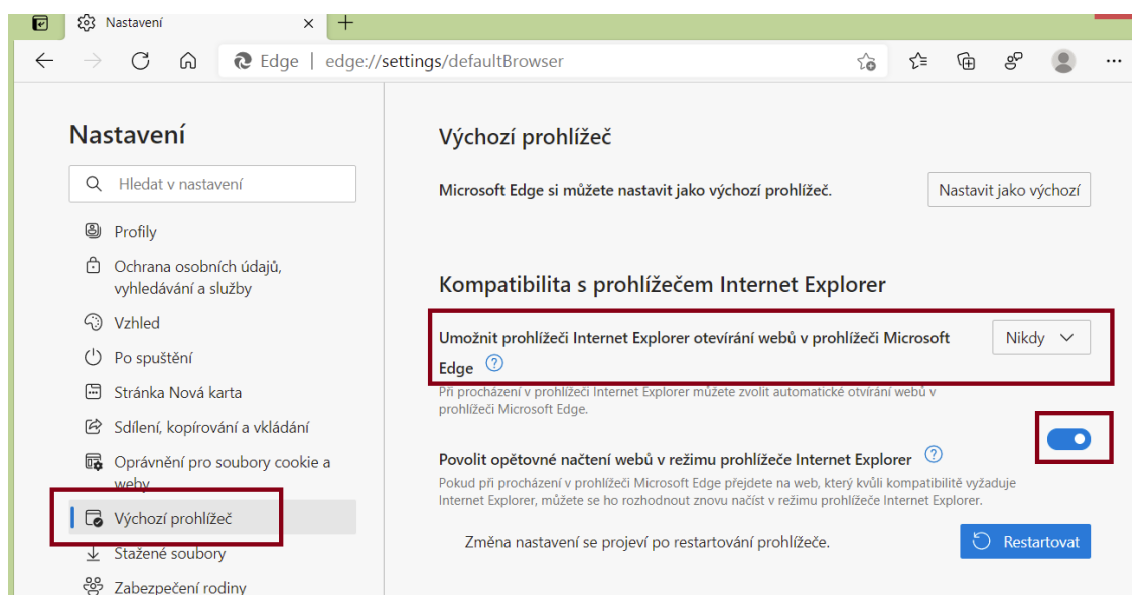 Nastavení
Edge | edge://settings/defaultBrowser
Nastavení
Hledat v nastavení
Profily
Ochrana osobních údajů,
vyhledávání a služby
Vzhled
Po spuštění
Stránka Nová karta
Sdílení, kopírování a vkládání
Oprávnění pro soubory cookie a
weby
Výchozí prohlížeč
Stažené soubory
Zabezpečení rodiny
Výchozí prohlížeč
Microsoft Edge si můžete nastavit jako výchozí prohlížeč.
Nastavit jako výchozí
Kompatibilita s prohlížečem Internet Explorer
Umožnit prohlížeči Internet Explorer otevírání webů v prohlížeči Microsoft
Edge
Nikdy
Při procházení v prohlížeči Internet Explorer můžete zvolit automatické otvírání webů v
prohlížeči Microsoft Edge.
Povolit opětovné načtení webů v režimu prohlížeče Internet Explorer
Pokud při procházení v prohlížeči Microsoft Edge přejdete na web, který kvůli kompatibilitě vyžaduje
Internet Explorer, můžete se ho rozhodnout znovu načíst v režimu prohlížeče Internet Explorer.
Změna nastavení se projeví po restartování prohlížeče.
Restartovat